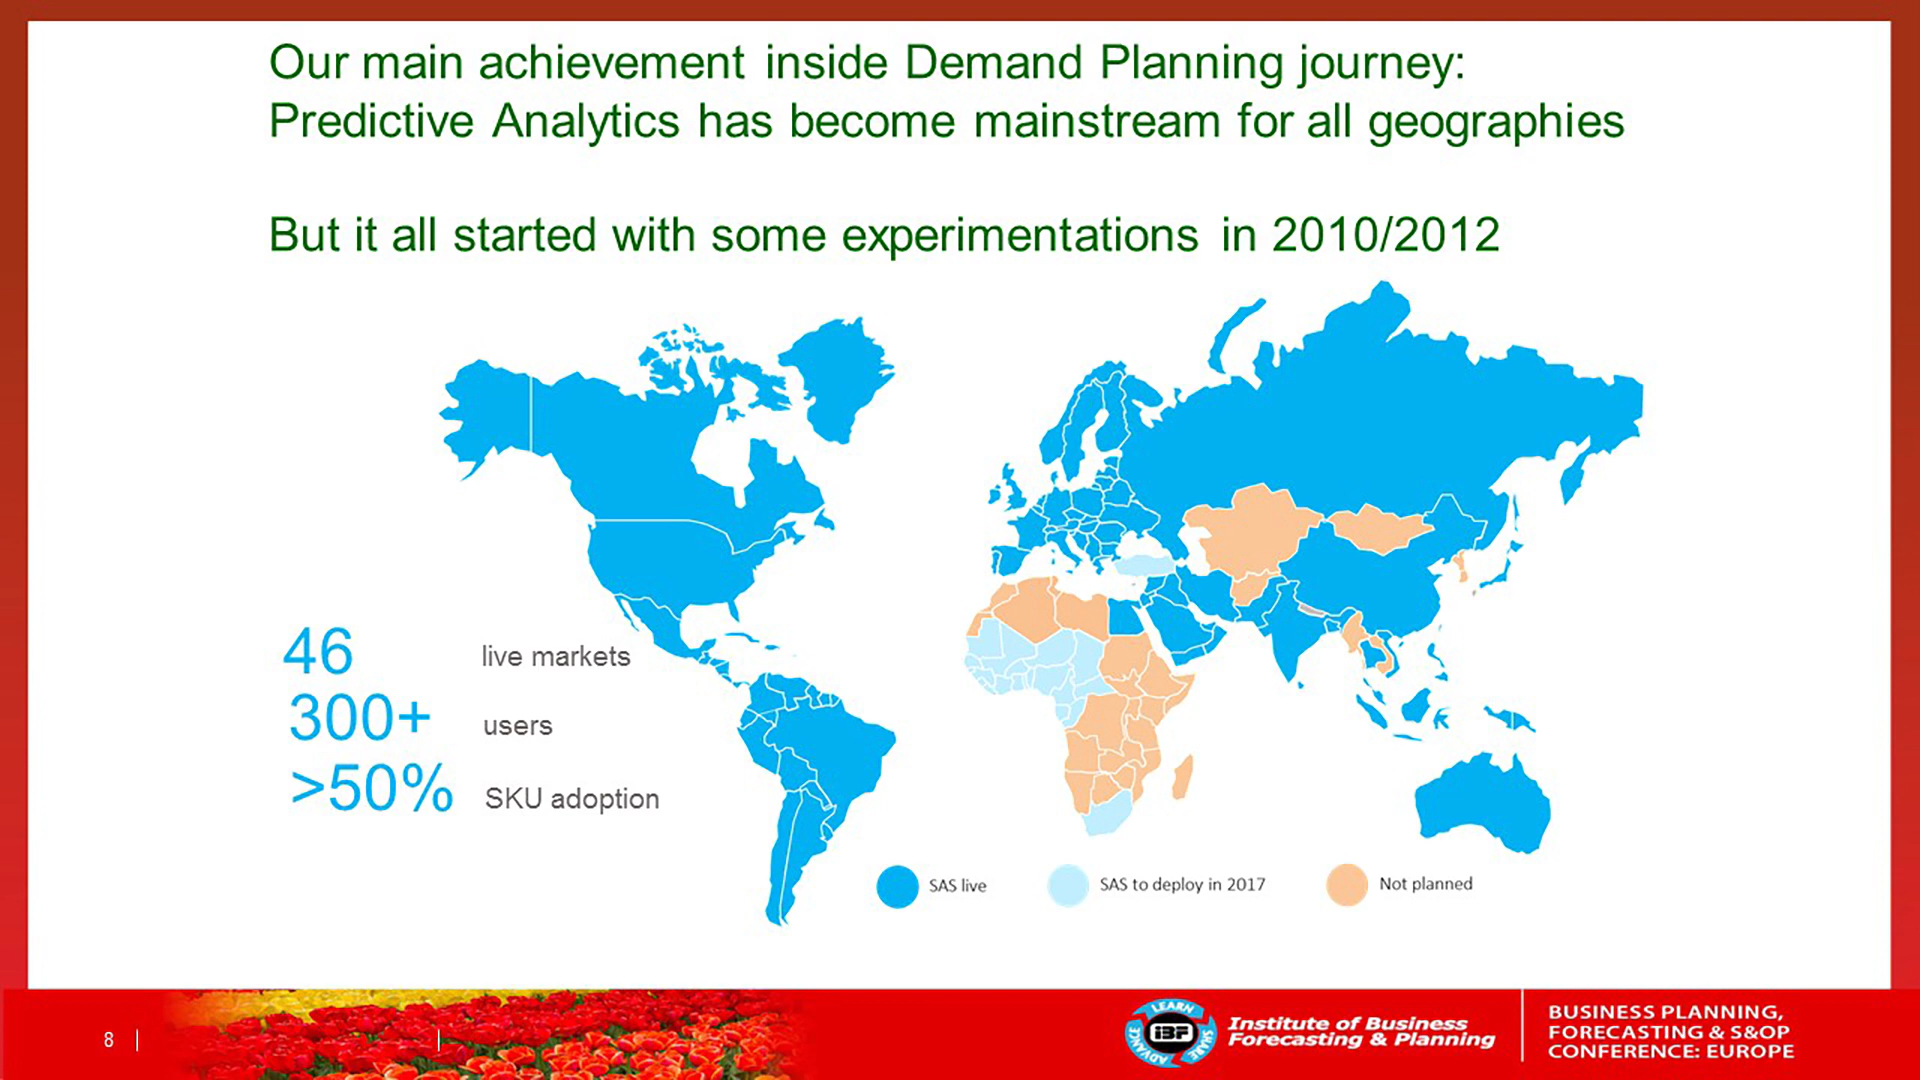 Our main achievement inside Demand Planning journey:
Predictive Analytics has become mainstream for all geographies
But it all started with some experimentations in 2010/2012
46 live markets
300+ users
>50% SKU adoption
SAS live
SAS to deploy in 2017
Not planned
8
LEARN
SHARE
ADVANCE
IBF
Institute of Business
Forecasting & Planning
BUSINESS PLANNING,
FORECASTING & S&OP
CONFERENCE: EUROPE